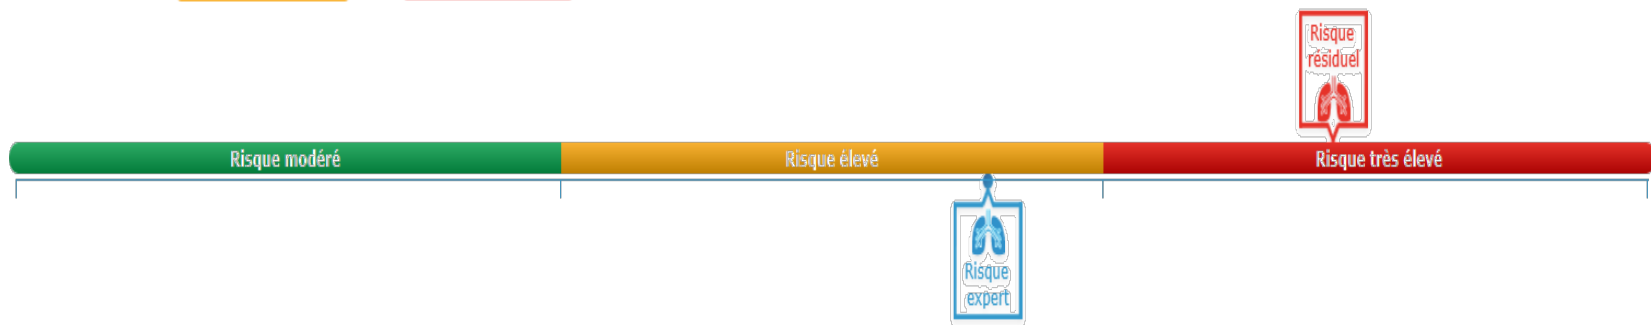 Risque
résiduel
Risque modéré
Risque élevé
Risque très élevé
Risque
expert